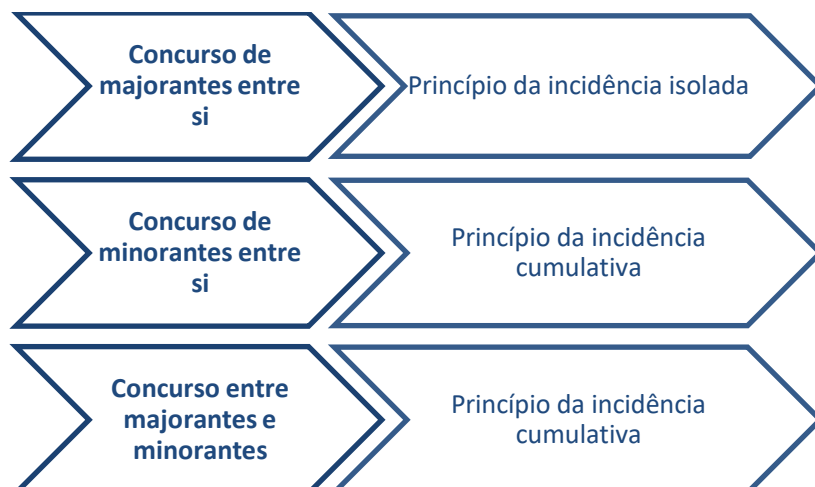 Concurso de
majorantes entre
si
Princípio da incidência isolada
Concurso de
minorantes entre
si
Princípio da incidência
cumulativa
Concurso entre
majorantes e
minorantes
Princípio da incidência
cumulativa